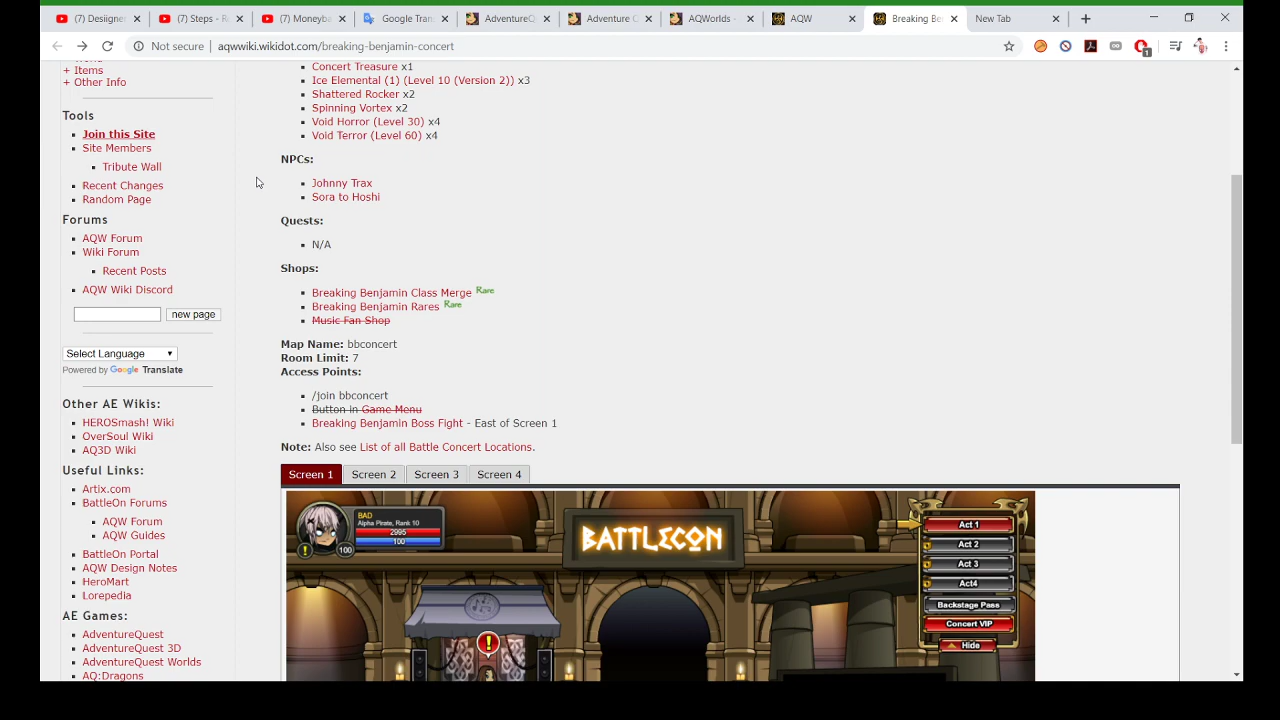 (7) Desiigne
(7) Steps - R
(7) Moneyba
Google Tran
AdventureQ
Adventure C
AQWorlds -
AQW
Breaking Be
New Tab
Not secure | aqwwiki.wikidot.com/breaking-benjamin-concert
1
+ Items
+ Other Info
Tools
Join this Site
Site Members
Tribute Wall
Recent Changes
Random Page
Forums
AQW Forum
Wiki Forum
Recent Posts
AQW Wiki Discord
new page
Select Language
Powered by Google Translate
Other AE Wikis:
HEROSmash! Wiki
OverSoul Wiki
AQ3D Wiki
Useful Links:
Artix.com
BattleOn Forums
AQW Forum
AQW Guides
BattleOn Portal
AQW Design Notes
HeroMart
Lorepedia
AE Games:
AdventureQuest
AdventureQuest 3D
AdventureQuest Worlds
AQ:Dragons
Concert Treasure x1
Ice Elemental (1) (Level 10 (Version 2)) x3
Shattered Rocker x2
Spinning Vortex x2
Void Horror (Level 30) x4
Void Terror (Level 60) x4
NPCs:
Johnny Trax
Sora to Hoshi
Quests:
N/A
Shops:
Breaking Benjamin Class Merge Rare
Breaking Benjamin Rares Rare
Music Fan Shop
Map Name: bbconcert
Room Limit: 7
Access Points:
/join bbconcert
Button in Game Menu
Breaking Benjamin Boss Fight - East of Screen 1
Note: Also see List of all Battle Concert Locations.
Screen 1
Screen 2
Screen 3
Screen 4
BAD
Alpha Pirate, Rank 10
2995
100
100
BATTLECON
Act 1
Act 2
Act 3
Act4
Backstage Pass
Concert VIP
Hide